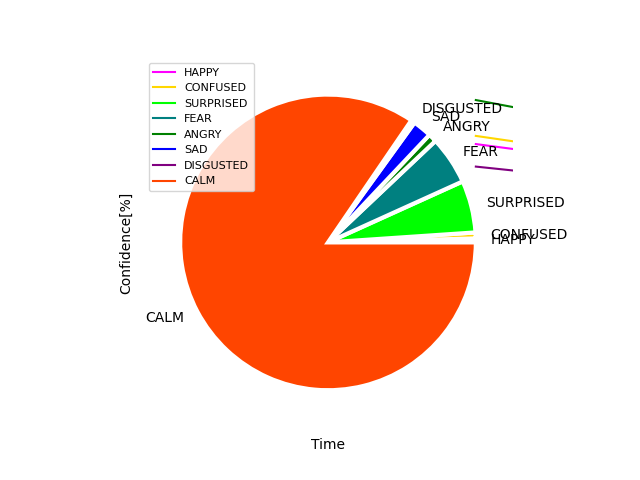 HAPPY
CONFUSED
SURPRISED
FEAR
ANGRY
SAD
DISGUSTED
CALM
DISGUSTED
SAD
ANGRY
FEAR
SURPRISED
CONFUSED
HAPPY
CALM
Confidence[%]
Time